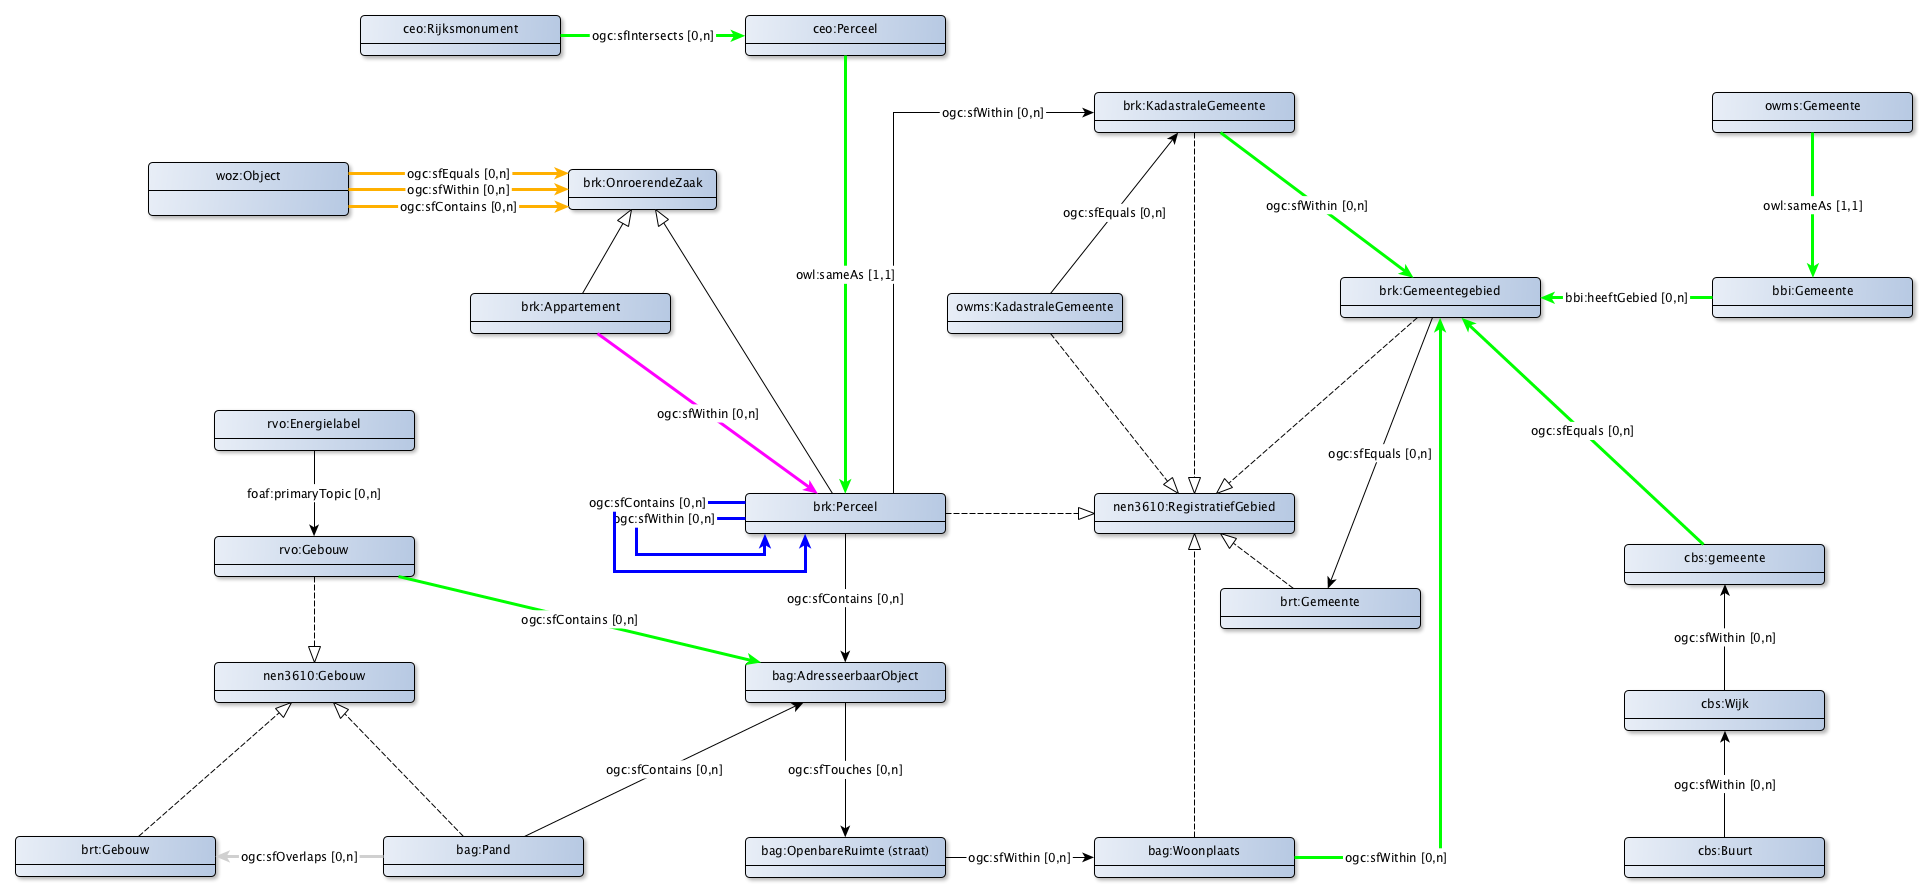 ceo:Rijksmonument
ogc:sfIntersects [0,n]
ceo:Perceel
brk:KadastraleGemeente
owms:Gemeente
ogc:sfWithin [0,n]
woz:Object
ogc:sfEquals [0,n]
ogc:sfWithin [0,n]
ogc:sfContains [0,n]
brk:OnroerendeZaak
ogc:sfEquals [0,n]
ogc:sfWithin [0,n]
owl:sameAs [1,1]
owl:sameAs [1,1]
brk:Appartement
owms:KadastraleGemeente
brk:Gemeentegebied
bbi:heeftGebied [0,n]
bbi:Gemeente
ogc:sfWithin [0,n]
rvo:Energielabel
ogc:sfEquals [0,n]
ogc:sfEquals [0,n]
foaf:primaryTopic [0,n]
ogc:sfContains [0,n]
ogc:sfWithin [0,n]
brk:Perceel
nen3610:RegistratiefGebied
rvo:Gebouw
cbs:gemeente
ogc:sfContains [0,n]
brt:Gemeente
ogc:sfContains [0,n]
ogc:sfWithin [0,n]
nen3610:Gebouw
bag:AdresseerbaarObject
cbs:Wijk
ogc:sfContains [0,n]
ogc:sfTouches [0,n]
ogc:sfWithin [0,n]
brt:Gebouw
ogc:sfOverlaps [0,n]
bag:Pand
bag:OpenbareRuimte (straat)
ogc:sfWithin [0,n]
bag:Woonplaats
ogc:sfWithin [0,n]
cbs:Buurt